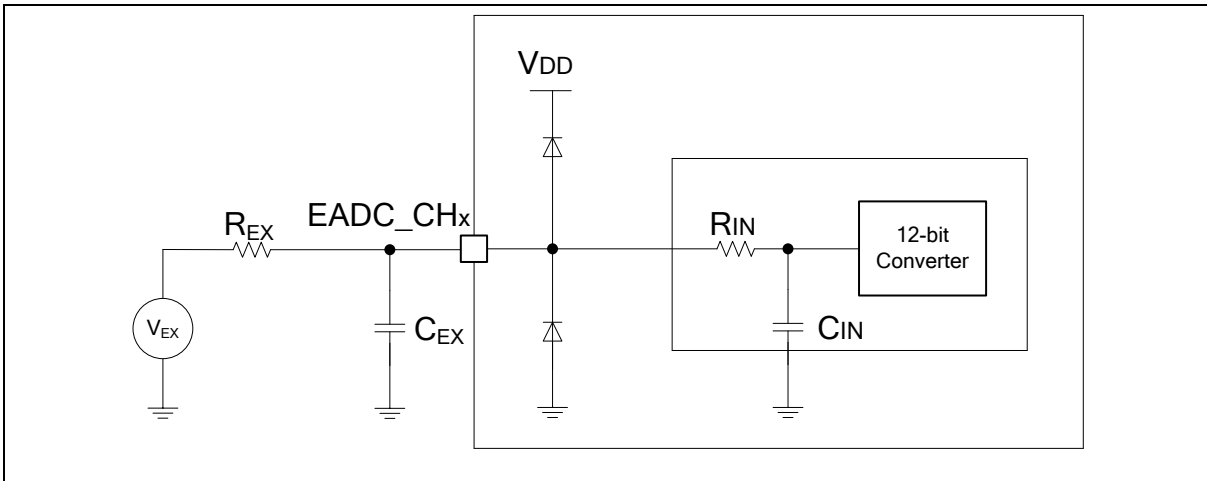 VDD
EADC_CHx
REX
RIN
12-bit
Converter
VEX
CEX
CIN